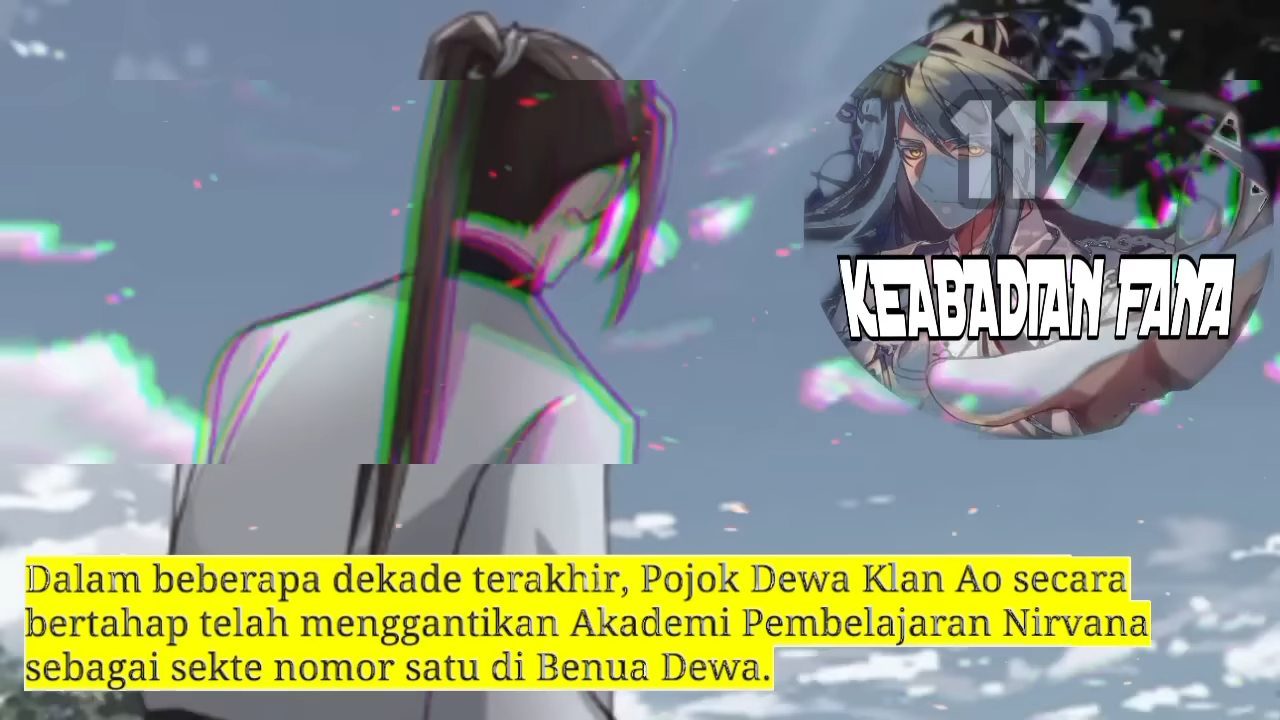 117
KEABADIAN FANA
Dalam beberapa dekade terakhir, Pojok Dewa Klan Ao secara
bertahap telah menggantikan Akademi Pembelajaran Nirvana
sebagai sekte nomor satu di Benua Dewa.